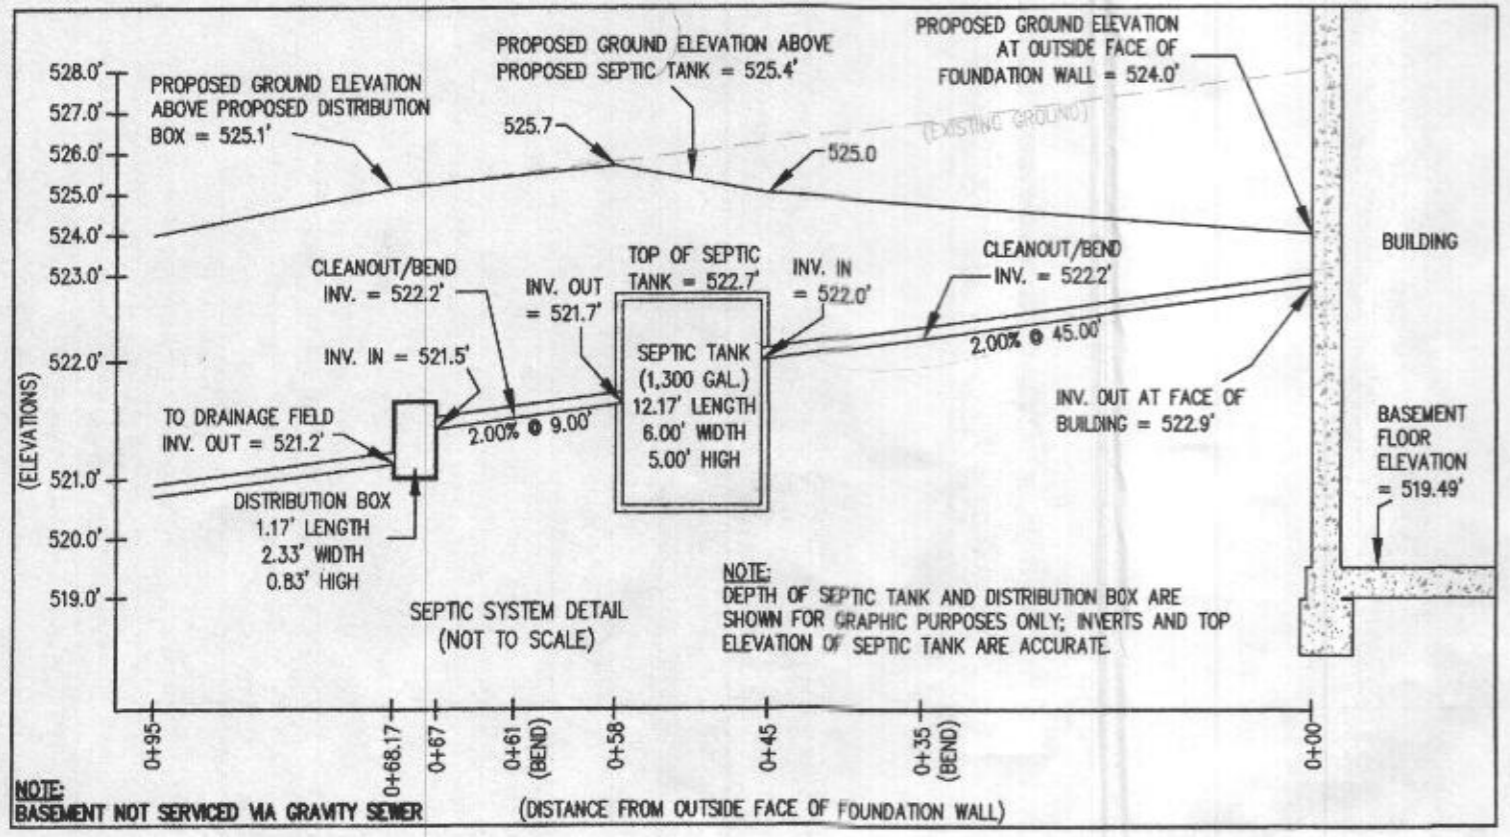 528.0'
527.0'
526.0'
525.0'
524.0'
523.0'
522.0'
521.0'
520.0'
519.0'
(ELEVATIONS)
PROPOSED GROUND ELEVATION
ABOVE PROPOSED DISTRIBUTION
BOX = 525.1'
PROPOSED GROUND ELEVATION ABOVE
PROPOSED SEPTIC TANK = 525.4'
525.7
525.0
PROPOSED GROUND ELEVATION
AT OUTSIDE FACE OF
FOUNDATION WALL = 524.0'
(EXISTING GROUND)
BUILDING
CLEANOUT/BEND
INV. = 522.2'
INV. IN = 521.5'
INV. OUT
= 521.7'
TOP OF SEPTIC
TANK = 522.7'
INV. IN
= 522.0'
CLEANOUT/BEND
INV. = 522.2'
2.00% @ 45.00'
SEPTIC TANK
(1,300 GAL.)
12.17' LENGTH
6.00' WIDTH
5.00' HIGH
2.00% @ 9.00'
TO DRAINAGE FIELD
INV. OUT = 521.2'
INV. OUT AT FACE OF
BUILDING = 522.9'
BASEMENT
FLOOR
ELEVATION
= 519.49'
DISTRIBUTION BOX
1.17' LENGTH
2.33' WIDTH
0.83' HIGH
SEPTIC SYSTEM DETAIL
(NOT TO SCALE)
NOTE:
DEPTH OF SEPTIC TANK AND DISTRIBUTION BOX ARE
SHOWN FOR GRAPHIC PURPOSES ONLY; INVERTS AND TOP
ELEVATION OF SEPTIC TANK ARE ACCURATE.
0+95
0+68.17
0+67
0+61
(BEND)
0+58
0+45
0+35
(BEND)
0+00
NOTE:
BASEMENT NOT SERVICED VIA GRAVITY SEWER
(DISTANCE FROM OUTSIDE FACE OF FOUNDATION WALL)